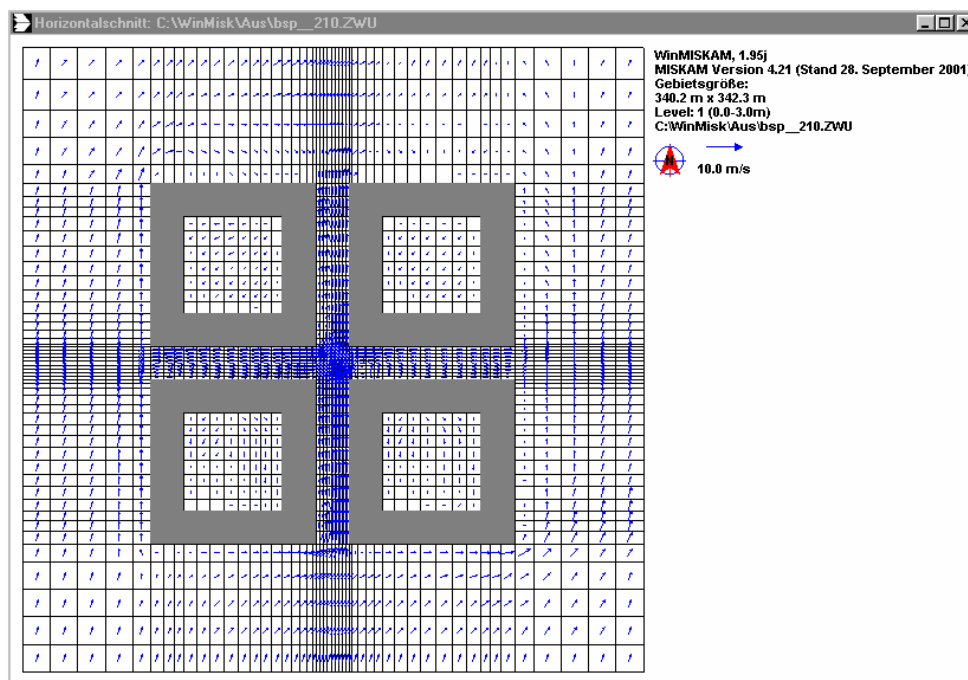 Horizontalschnitt: C:\WinMisk\Aus\bsp__210.ZWU
WinMISKAM, 1.95j
MISKAM Version 4.21 (Stand 28. September 2001)
Gebietsgröße:
340.2 m x 342.3 m
Level: 1 (0.0-3.0m)
C:\WinMisk\Aus\bsp__210.ZWU
N
10.0 m/s